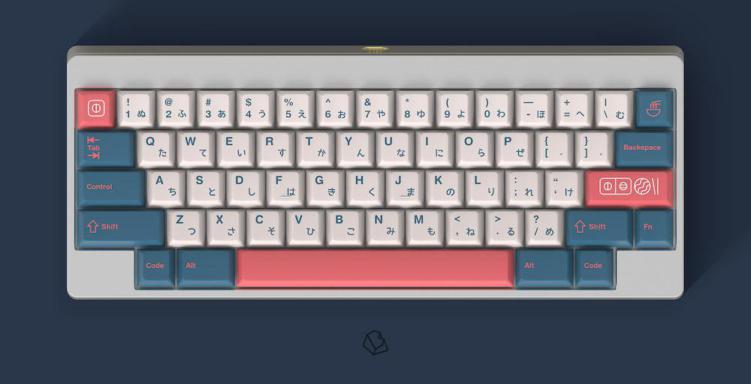 ! @ # $ % ^ & * ( ) — + |
1 ぬ 2 ふ 3 あ 4 う 5 え 6 お 7 や 8 ゆ 9 よ 0 わ - ほ = へ \ む
Q W E R T Y U I O P { }
Tab Backspace
た て い す か ん な に ら ぜ [ ]
A S D F G H J K L : “
Control
ち と し は き く ま の り ; れ ‘ け
Z X C V B N M < > ?
Shift Shift Fn
つ さ そ ひ こ み も , ね . る / め
Code Alt Alt Code